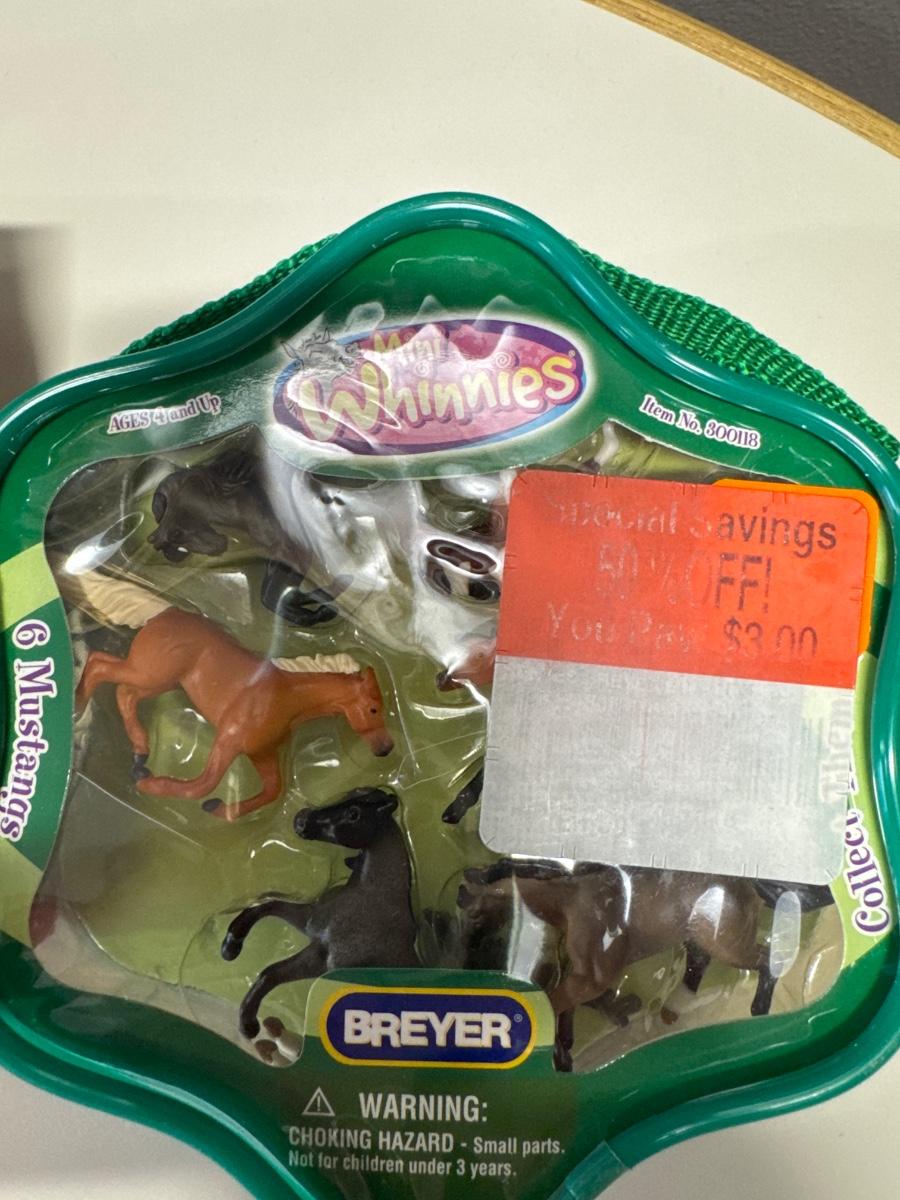 Mini
Whinnies®
AGES 4 and Up
Item No. 300118
Special Savings
50 % OFF!
You Pay $3.00
6 Mustangs
Collect Them
BREYER®
WARNING:
CHOKING HAZARD - Small parts.
Not for children under 3 years.